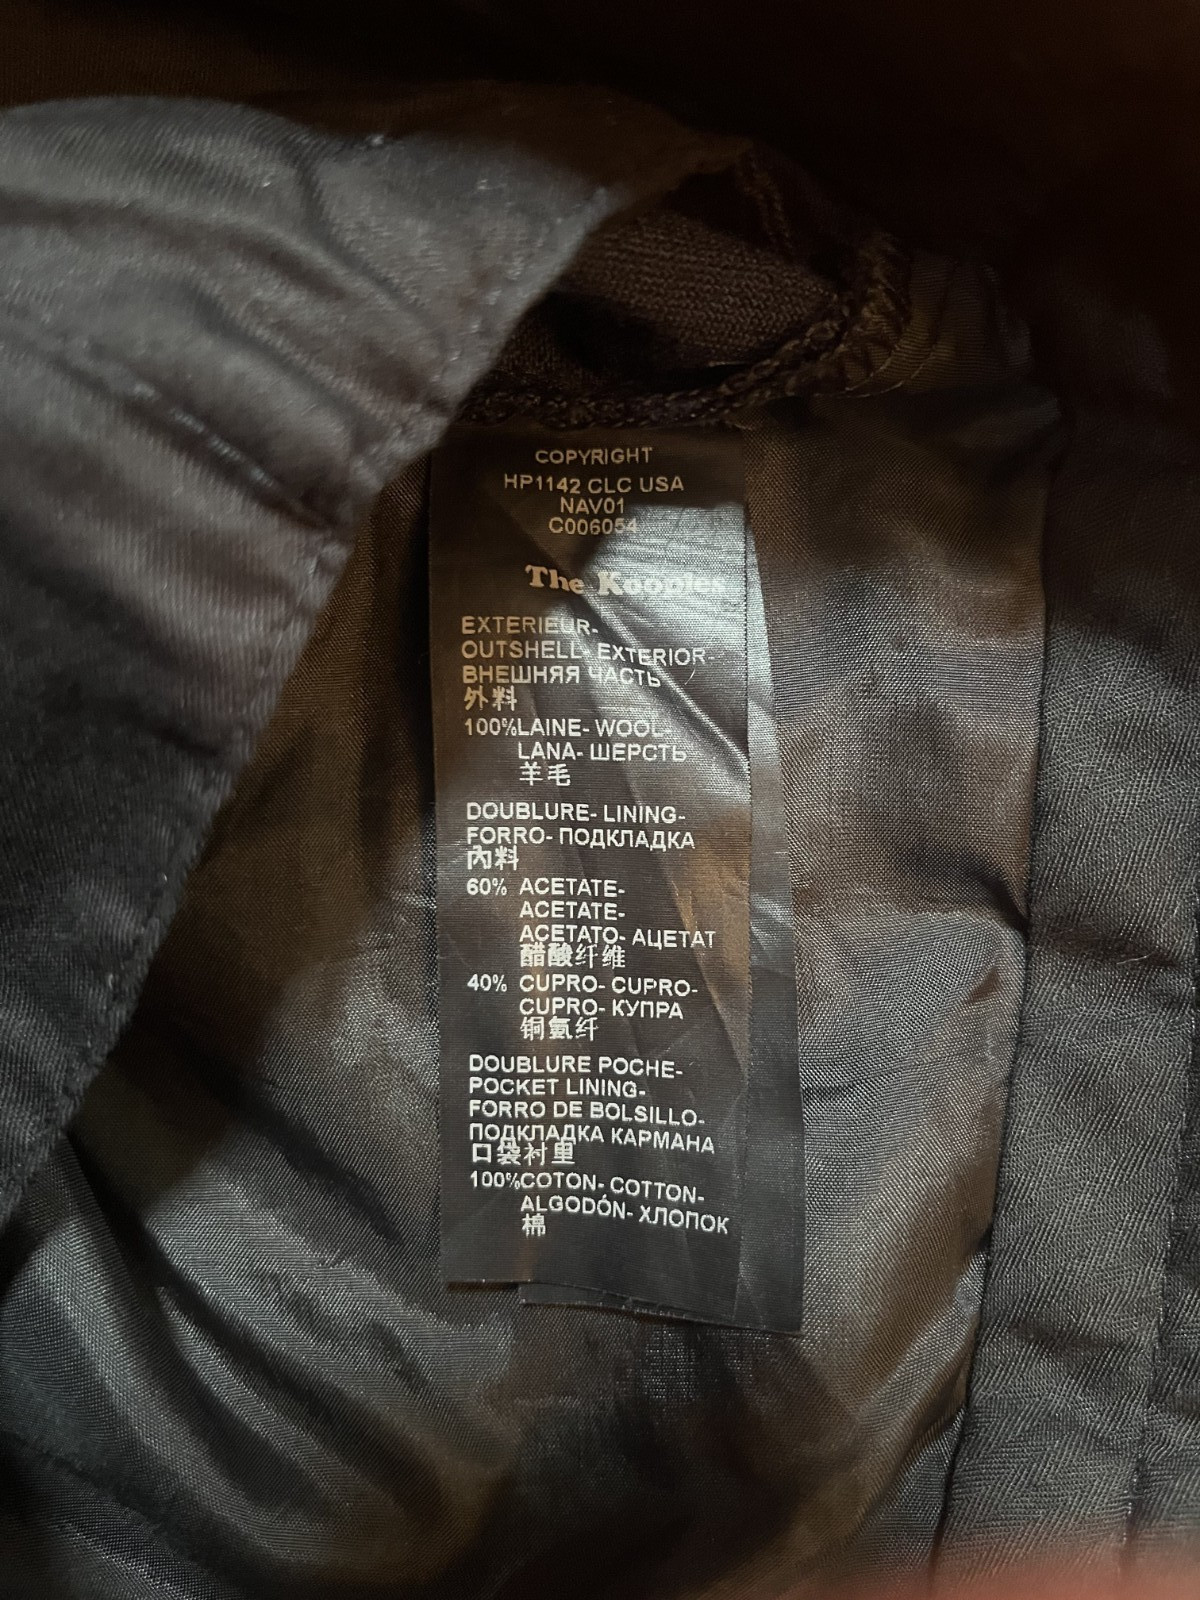 COPYRIGHT
HP1142 CLC USA
NAV01
C006054
The Kooples
EXTERIEUR-
OUTSHELL- EXTERIOR-
ВНЕШНЯЯ ЧАСТЬ
外料
100%LAINE- WOOL-
LANA- ШЕРСТЬ
羊毛
DOUBLURE- LINING-
FORRO- ПОДКЛАДКА
内料
60% ACETATE-
ACETATE-
ACETATO- АЦЕТАТ
醋酸纤维
40% CUPRO- CUPRO-
CUPRO- КУПРА
铜氨纤
DOUBLURE POCHE-
POCKET LINING-
FORRO DE BOLSILLO-
ПОДКЛАДКА КАРМАНА
口袋衬里
100%COTON- COTTON-
ALGODÓN- ХЛОПОК
棉